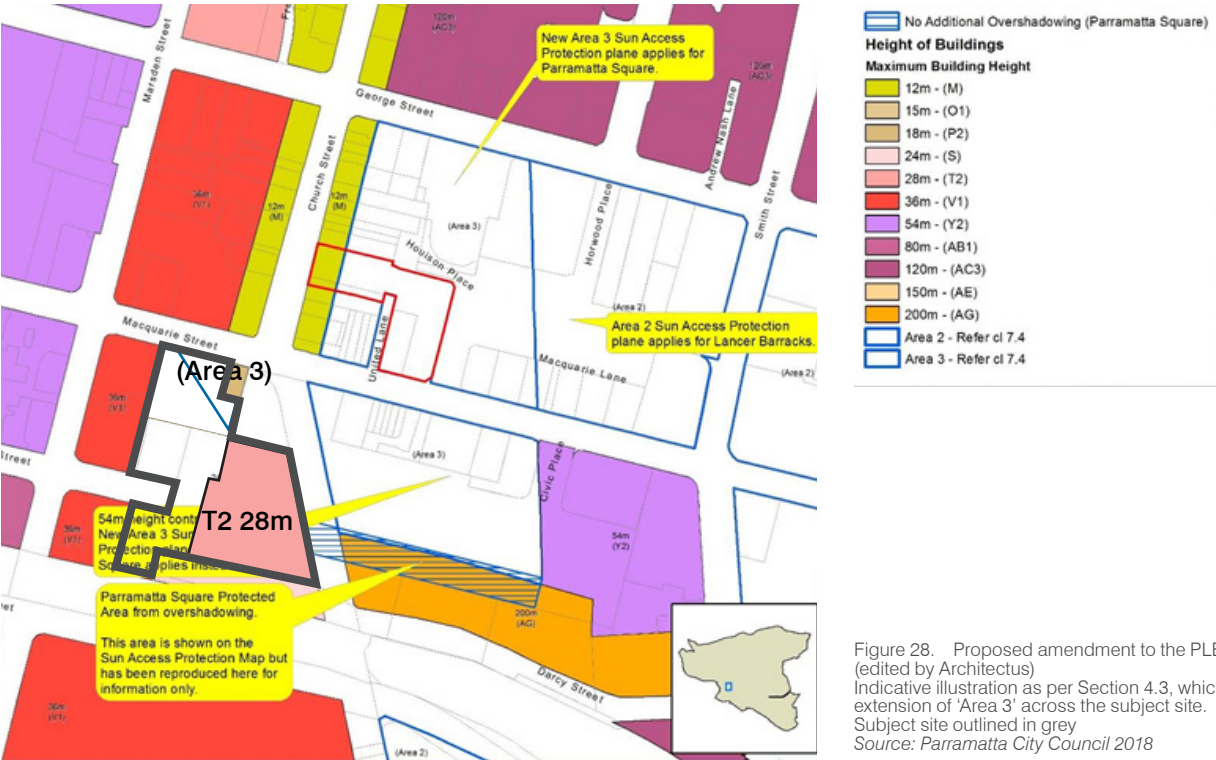 120m
(AC3)
Marsden Street
New Area 3 Sun Access
Protection plane applies for
Parramatta Square.
120m
(AC3)
George Street
Andrew Nash Lane
Church Street
Smith Street
36m
(V1)
12m
(M)
12m
(M)
(Area 3)
Horwood Place
Houison Place
(Area 2)
Area 2 Sun Access Protection
plane applies for Lancer Barracks.
Macquarie Street
United Lane
Macquarie Lane
(Area 2)
(Area 3)
36m
(V1)
(Area 3)
Civic Place
treet
54m height cont
New Area 3 Sun
Protection plan
Square applies inste
T2 28m
36m
(V1)
54m
(Y2)
Parramatta Square Protected
Area from overshadowing.
This area is shown on the
Sun Access Protection Map but
has been reproduced here for
information only.
200m
(AG)
Darcy Street
36m
(V1)
(Area 2)
No Additional Overshadowing (Parramatta Square)
Height of Buildings
Maximum Building Height
12m - (M)
15m - (O1)
18m - (P2)
24m - (S)
28m - (T2)
36m - (V1)
54m - (Y2)
80m - (AB1)
120m - (AC3)
150m - (AE)
200m - (AG)
Area 2 - Refer cl 7.4
Area 3 - Refer cl 7.4
Figure 28. Proposed amendment to the PLE
(edited by Architectus)
Indicative illustration as per Section 4.3, whic
extension of ‘Area 3’ across the subject site.
Subject site outlined in grey
Source: Parramatta City Council 2018